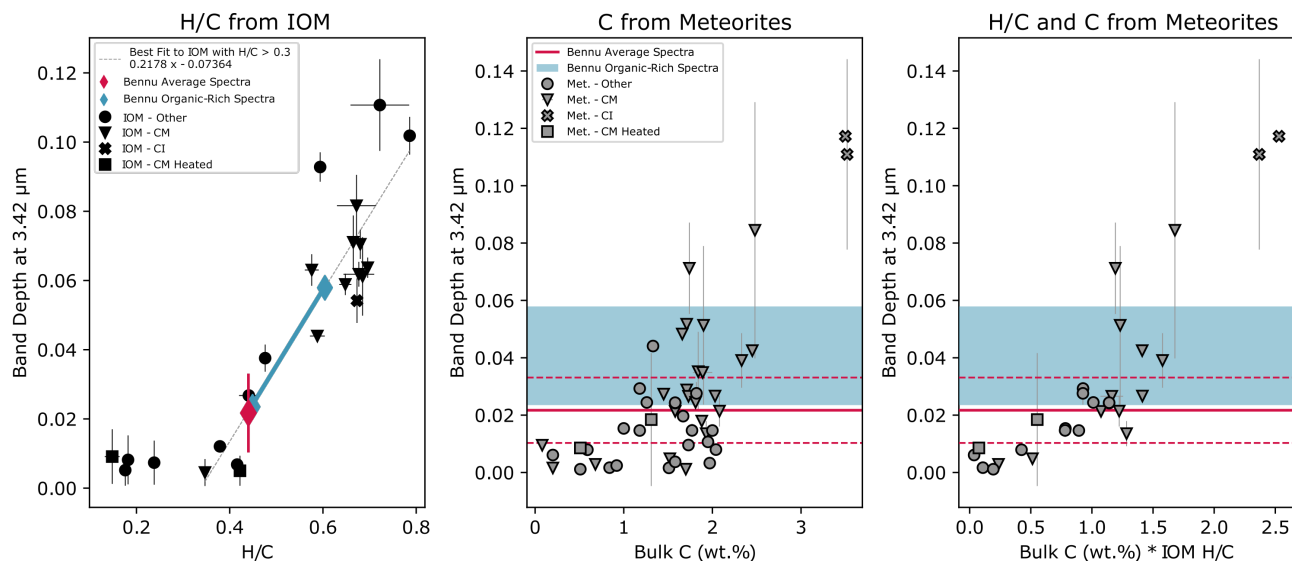 H/C from IOM
Best Fit to IOM with H/C > 0.3
0.2178 x - 0.07364
Bennu Average Spectra
Bennu Organic-Rich Spectra
IOM - Other
IOM - CM
IOM - CI
IOM - CM Heated
Band Depth at 3.42 μm
0.12
0.10
0.08
0.06
0.04
0.02
0.00
0.2
0.4
0.6
0.8
H/C
C from Meteorites
Bennu Average Spectra
Bennu Organic-Rich Spectra
Met. - Other
Met. - CM
Met. - CI
Met. - CM Heated
Band Depth at 3.42 μm
0.14
0.12
0.10
0.08
0.06
0.04
0.02
0.00
0
1
2
3
Bulk C (wt.%)
H/C and C from Meteorites
Band Depth at 3.42 μm
0.14
0.12
0.10
0.08
0.06
0.04
0.02
0.00
0.0
0.5
1.0
1.5
2.0
2.5
Bulk C (wt.%) * IOM H/C